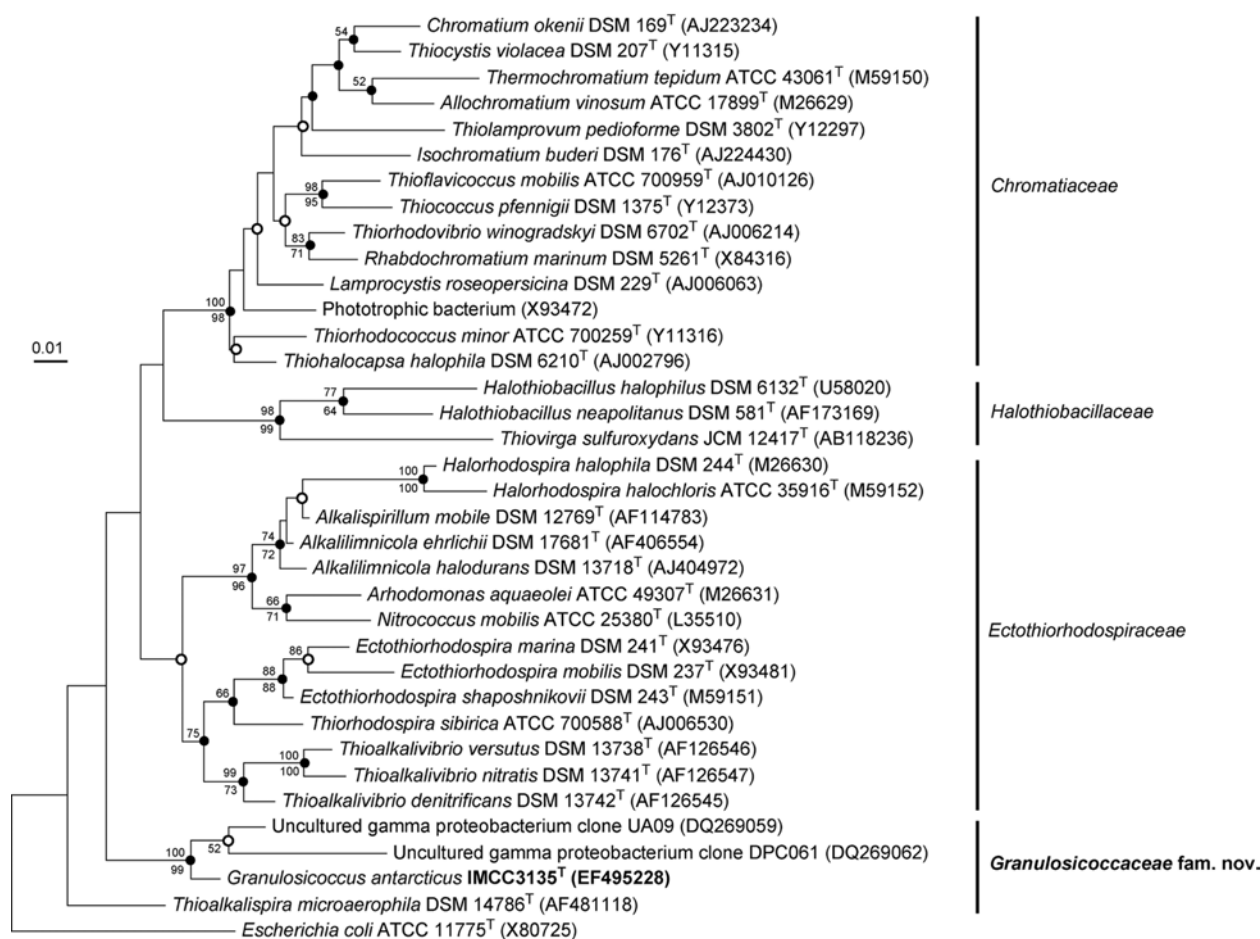 54
Chromatium okenii DSM 169T (AJ223234)
Thiocystis violacea DSM 207T (Y11315)
Thermochromatium tepidum ATCC 43061T (M59150)
52
Allochromatium vinosum ATCC 17899T (M26629)
Thiolamprovum pedioforme DSM 3802T (Y12297)
Isochromatium buderi DSM 176T (AJ224430)
98
Thioflavicoccus mobilis ATCC 700959T (AJ010126)
Chromatiaceae
95
Thiococcus pfennigii DSM 1375T (Y12373)
83
Thiorhodovibrio winogradskyi DSM 6702T (AJ006214)
71
Rhabdochromatium marinum DSM 5261T (X84316)
Lamprocystis roseopersicina DSM 229T (AJ006063)
100
Phototrophic bacterium (X93472)
98
Thiorhodococcus minor ATCC 700259T (Y11316)
0.01
Thiohalocapsa halophila DSM 6210T (AJ002796)
77
Halothiobacillus halophilus DSM 6132T (U58020)
98
64
Halothiobacillus neapolitanus DSM 581T (AF173169)
Halothiobacillaceae
99
Thiovirga sulfuroxydans JCM 12417T (AB118236)
100
Halorhodospira halophila DSM 244T (M26630)
100
Halorhodospira halochloris ATCC 35916T (M59152)
Alkalispirillum mobile DSM 12769T (AF114783)
74
Alkalilimnicola ehrlichii DSM 17681T (AF406554)
72
Alkalilimnicola halodurans DSM 13718T (AJ404972)
97
96
Arhodomonas aquaeolei ATCC 49307T (M26631)
66
71
Nitrococcus mobilis ATCC 25380T (L35510)
Ectothiorhodospiraceae
86
Ectothiorhodospira marina DSM 241T (X93476)
88
Ectothiorhodospira mobilis DSM 237T (X93481)
88
Ectothiorhodospira shaposhnikovii DSM 243T (M59151)
66
Thiorhodospira sibirica ATCC 700588T (AJ006530)
75
Thioalkalivibrio versutus DSM 13738T (AF126546)
100
100
Thioalkalivibrio nitratis DSM 13741T (AF126547)
99
73
Thioalkalivibrio denitrificans DSM 13742T (AF126545)
Uncultured gamma proteobacterium clone UA09 (DQ269059)
100
52
Uncultured gamma proteobacterium clone DPC061 (DQ269062)
99
Granulosicoccaceae fam. nov.
Granulosicoccus antarcticus IMCC3135T (EF495228)
Thioalkalispira microaerophila DSM 14786T (AF481118)
Escherichia coli ATCC 11775T (X80725)